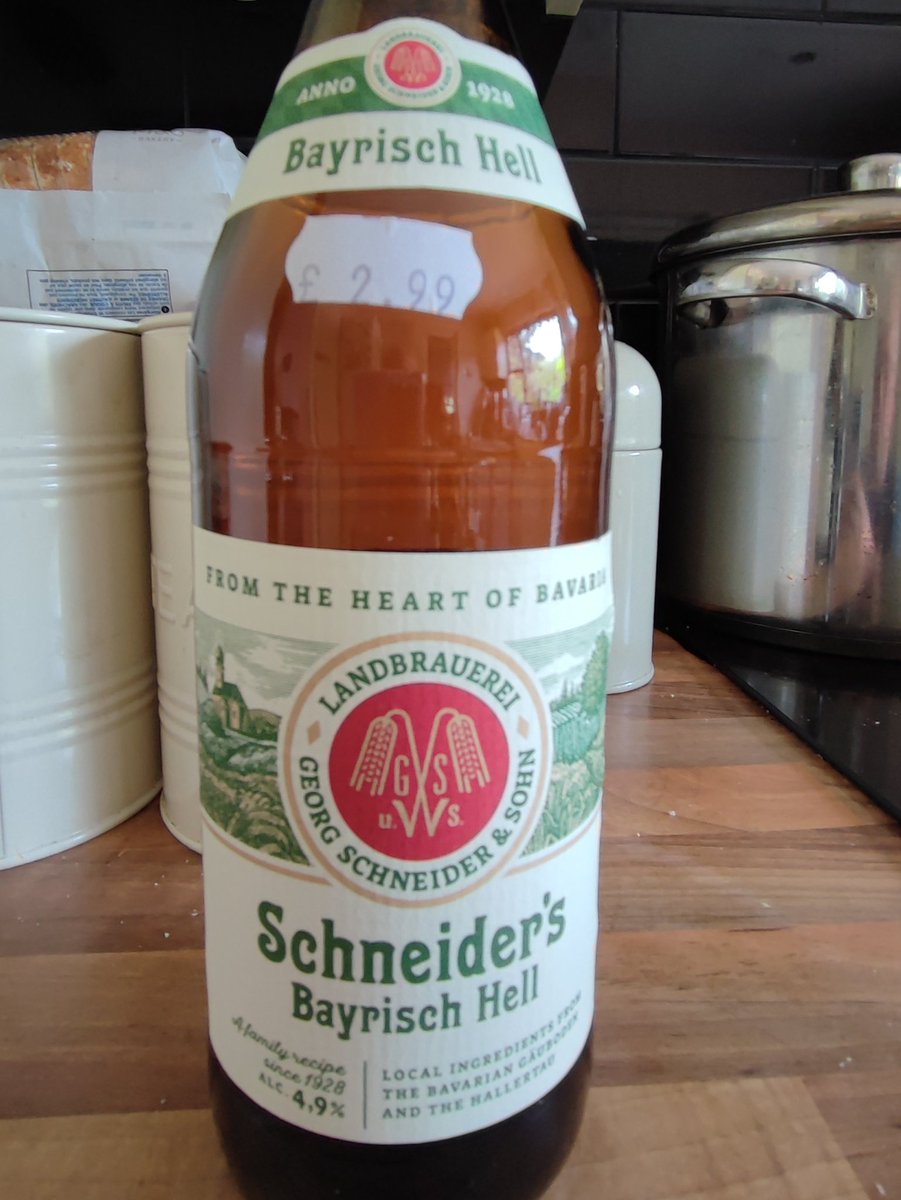 ANNO 1928
Bayrisch Hell
£ 2.99
FROM THE HEART OF BAVARIA
LANDBRAUEREI
G S
u. W S.
GEORG SCHNEIDER & SOHN
Schneider's
Bayrisch Hell
A family recipe
since 1928
ALC. 4,9%
LOCAL INGREDIENTS FROM
THE BAVARIAN GÄUBODEN
AND THE HALLERTAU